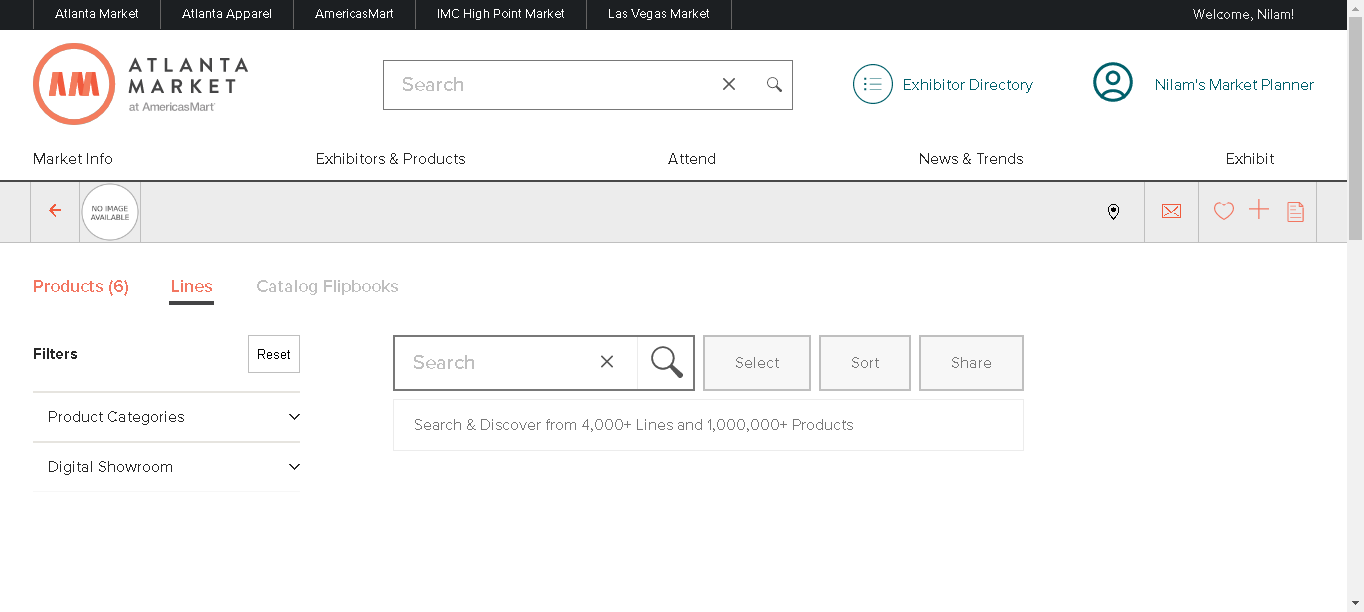 Atlanta Market Atlanta Apparel AmericasMart IMC High Point Market Las Vegas Market Welcome, Nilam!
AM ATLANTA MARKET at AmericasMart
Search
Exhibitor Directory
Nilam's Market Planner
Market Info Exhibitors & Products Attend News & Trends Exhibit
NO IMAGE
AVAILABLE
Products (6) Lines Catalog Flipbooks
Filters Reset
Search Select Sort Share
Product Categories
Search & Discover from 4,000+ Lines and 1,000,000+ Products
Digital Showroom